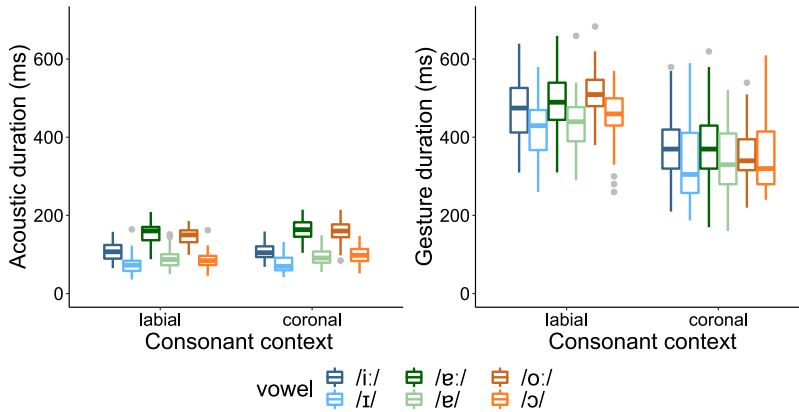 Acoustic duration (ms)
600
400
200
0
labial
coronal
Consonant context
Gesture duration (ms)
600
400
200
0
labial
coronal
Consonant context
vowel
/iː/ /ɐː/ /oː/
/ɪ/ /ɐ/ /ɔ/